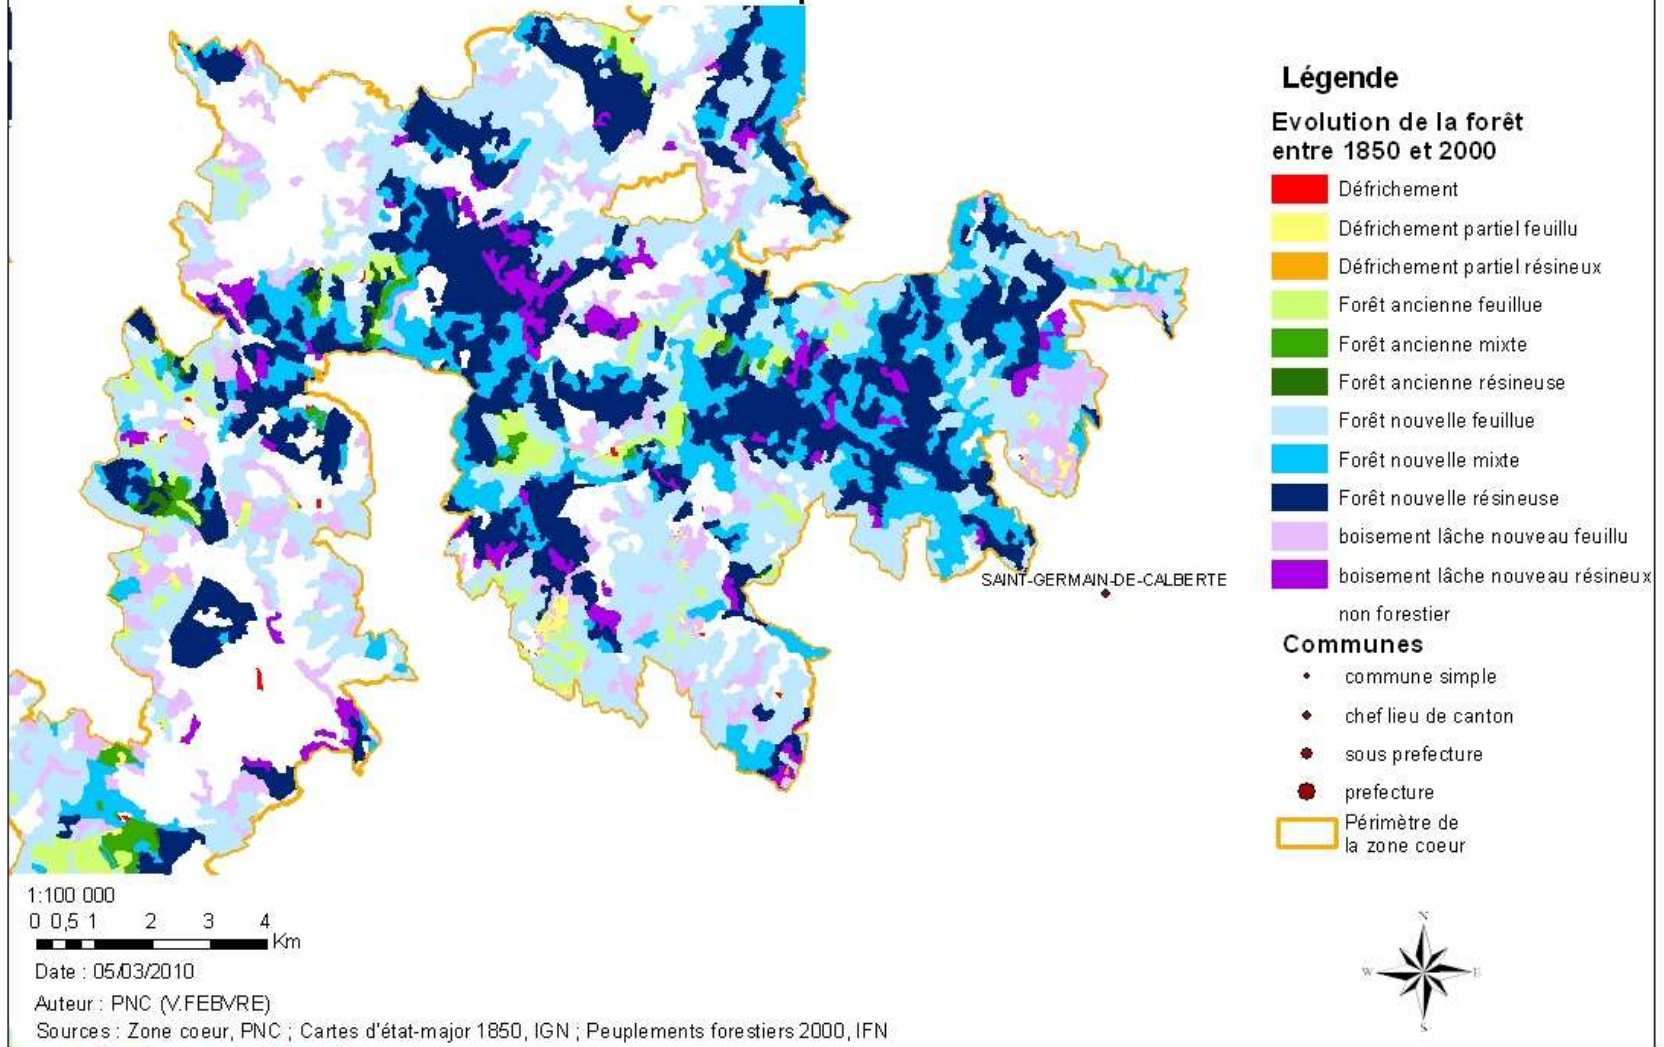 Légende
Evolution de la forêt
entre 1850 et 2000
Défrichement
Défrichement partiel feuillu
Défrichement partiel résineux
Forêt ancienne feuillue
Forêt ancienne mixte
Forêt ancienne résineuse
Forêt nouvelle feuillue
Forêt nouvelle mixte
Forêt nouvelle résineuse
boisement lâche nouveau feuillu
boisement lâche nouveau résineux
non forestier
Communes
commune simple
chef lieu de canton
sous prefecture
prefecture
Périmètre de
la zone coeur
SAINT-GERMAIN-DE-CALBERTE
1:100 000
0 0,5 1 2 3 4
Km
Date : 05/03/2010
Auteur : PNC (V.FEBVRE)
Sources : Zone coeur, PNC ; Cartes d'état-major 1850, IGN ; Peuplements forestiers 2000, IFN
N
W E
S